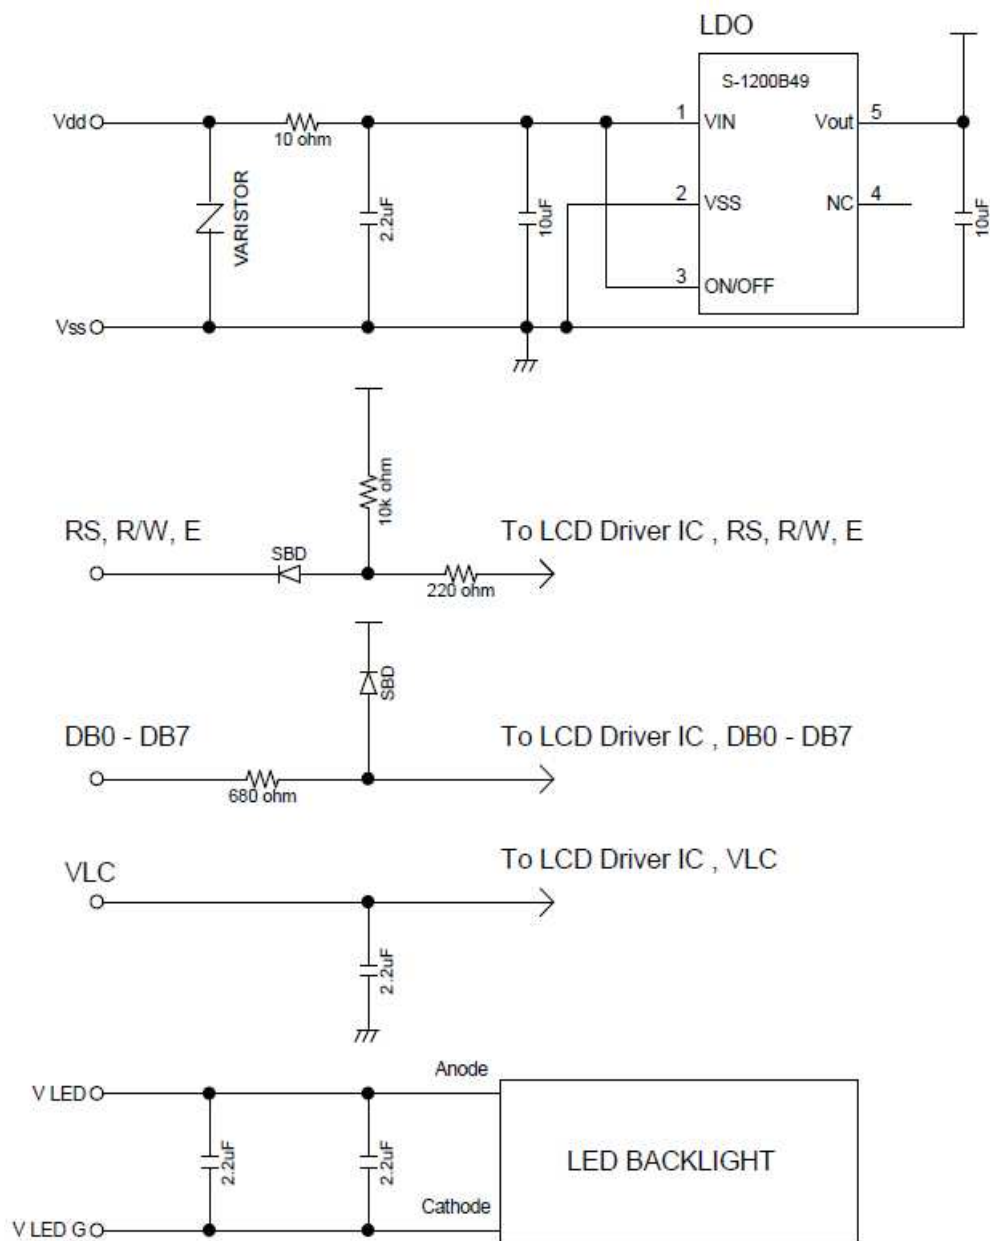 LDO
S-1200B49
Vdd
10 ohm
1 VIN
Vout 5
VARISTOR
2.2uF
10uF
2 VSS
NC 4
10uF
3 ON/OFF
Vss
10k ohm
RS, R/W, E
To LCD Driver IC , RS, R/W, E
SBD
220 ohm
SBD
DB0 - DB7
To LCD Driver IC , DB0 - DB7
680 ohm
VLC
To LCD Driver IC , VLC
2.2uF
Anode
V LED
2.2uF
2.2uF
LED BACKLIGHT
Cathode
V LED G